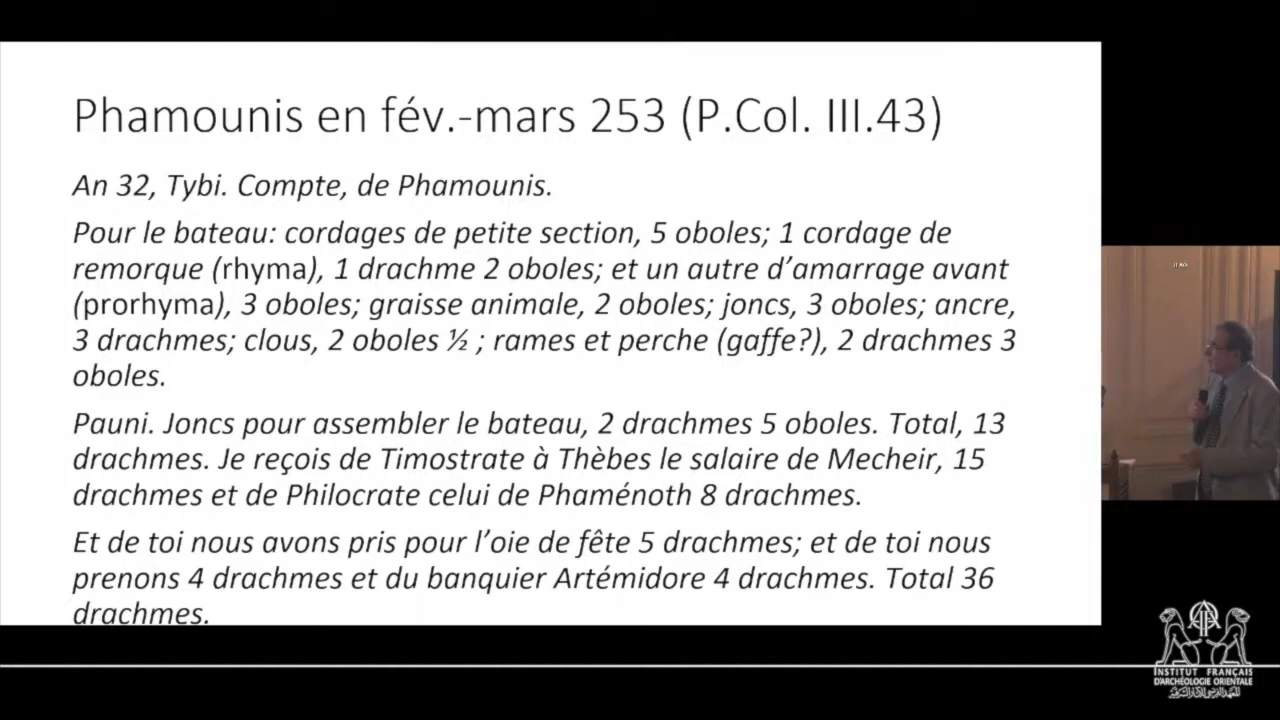 Phamounis en fév.-mars 253 (P.Col. III.43)
An 32, Tybi. Compte, de Phamounis.
Pour le bateau: cordages de petite section, 5 oboles; 1 cordage de
remorque (rhyma), 1 drachme 2 oboles; et un autre d’amarrage avant
(prorhyma), 3 oboles; graisse animale, 2 oboles; joncs, 3 oboles; ancre,
3 drachmes; clous, 2 oboles ½ ; rames et perche (gaffe?), 2 drachmes 3
oboles.
Pauni. Joncs pour assembler le bateau, 2 drachmes 5 oboles. Total, 13
drachmes. Je reçois de Timostrate à Thèbes le salaire de Mecheir, 15
drachmes et de Philocrate celui de Phaménoth 8 drachmes.
Et de toi nous avons pris pour l’oie de fête 5 drachmes; et de toi nous
prenons 4 drachmes et du banquier Artémidore 4 drachmes. Total 36
drachmes.
INSTITUT FRANÇAIS
D'ARCHÉOLOGIE ORIENTALE